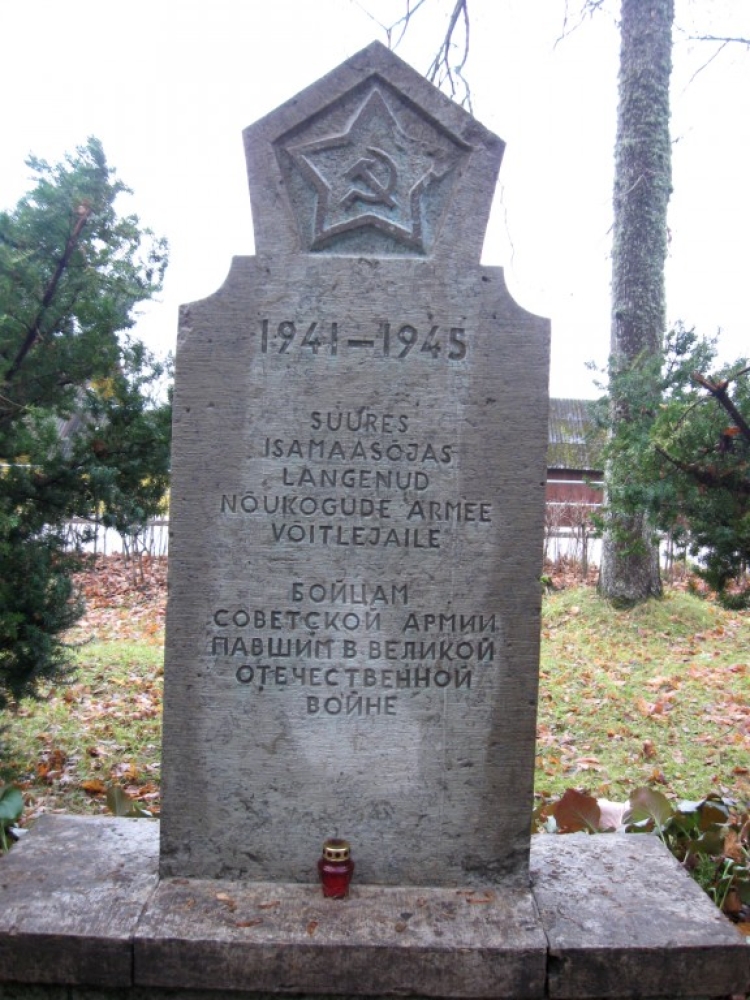 1941-1945
SUURES
ISAMAASÕJAS
LANGENUD
NÕUKOGUDE ARMEE
VÕITLEJAILE
БОЙЦАМ
СОВЕТСКОЙ АРМИИ
ПАВШИМ В ВЕЛИКОЙ
ОТЕЧЕСТВЕННОЙ
ВОЙНЕ